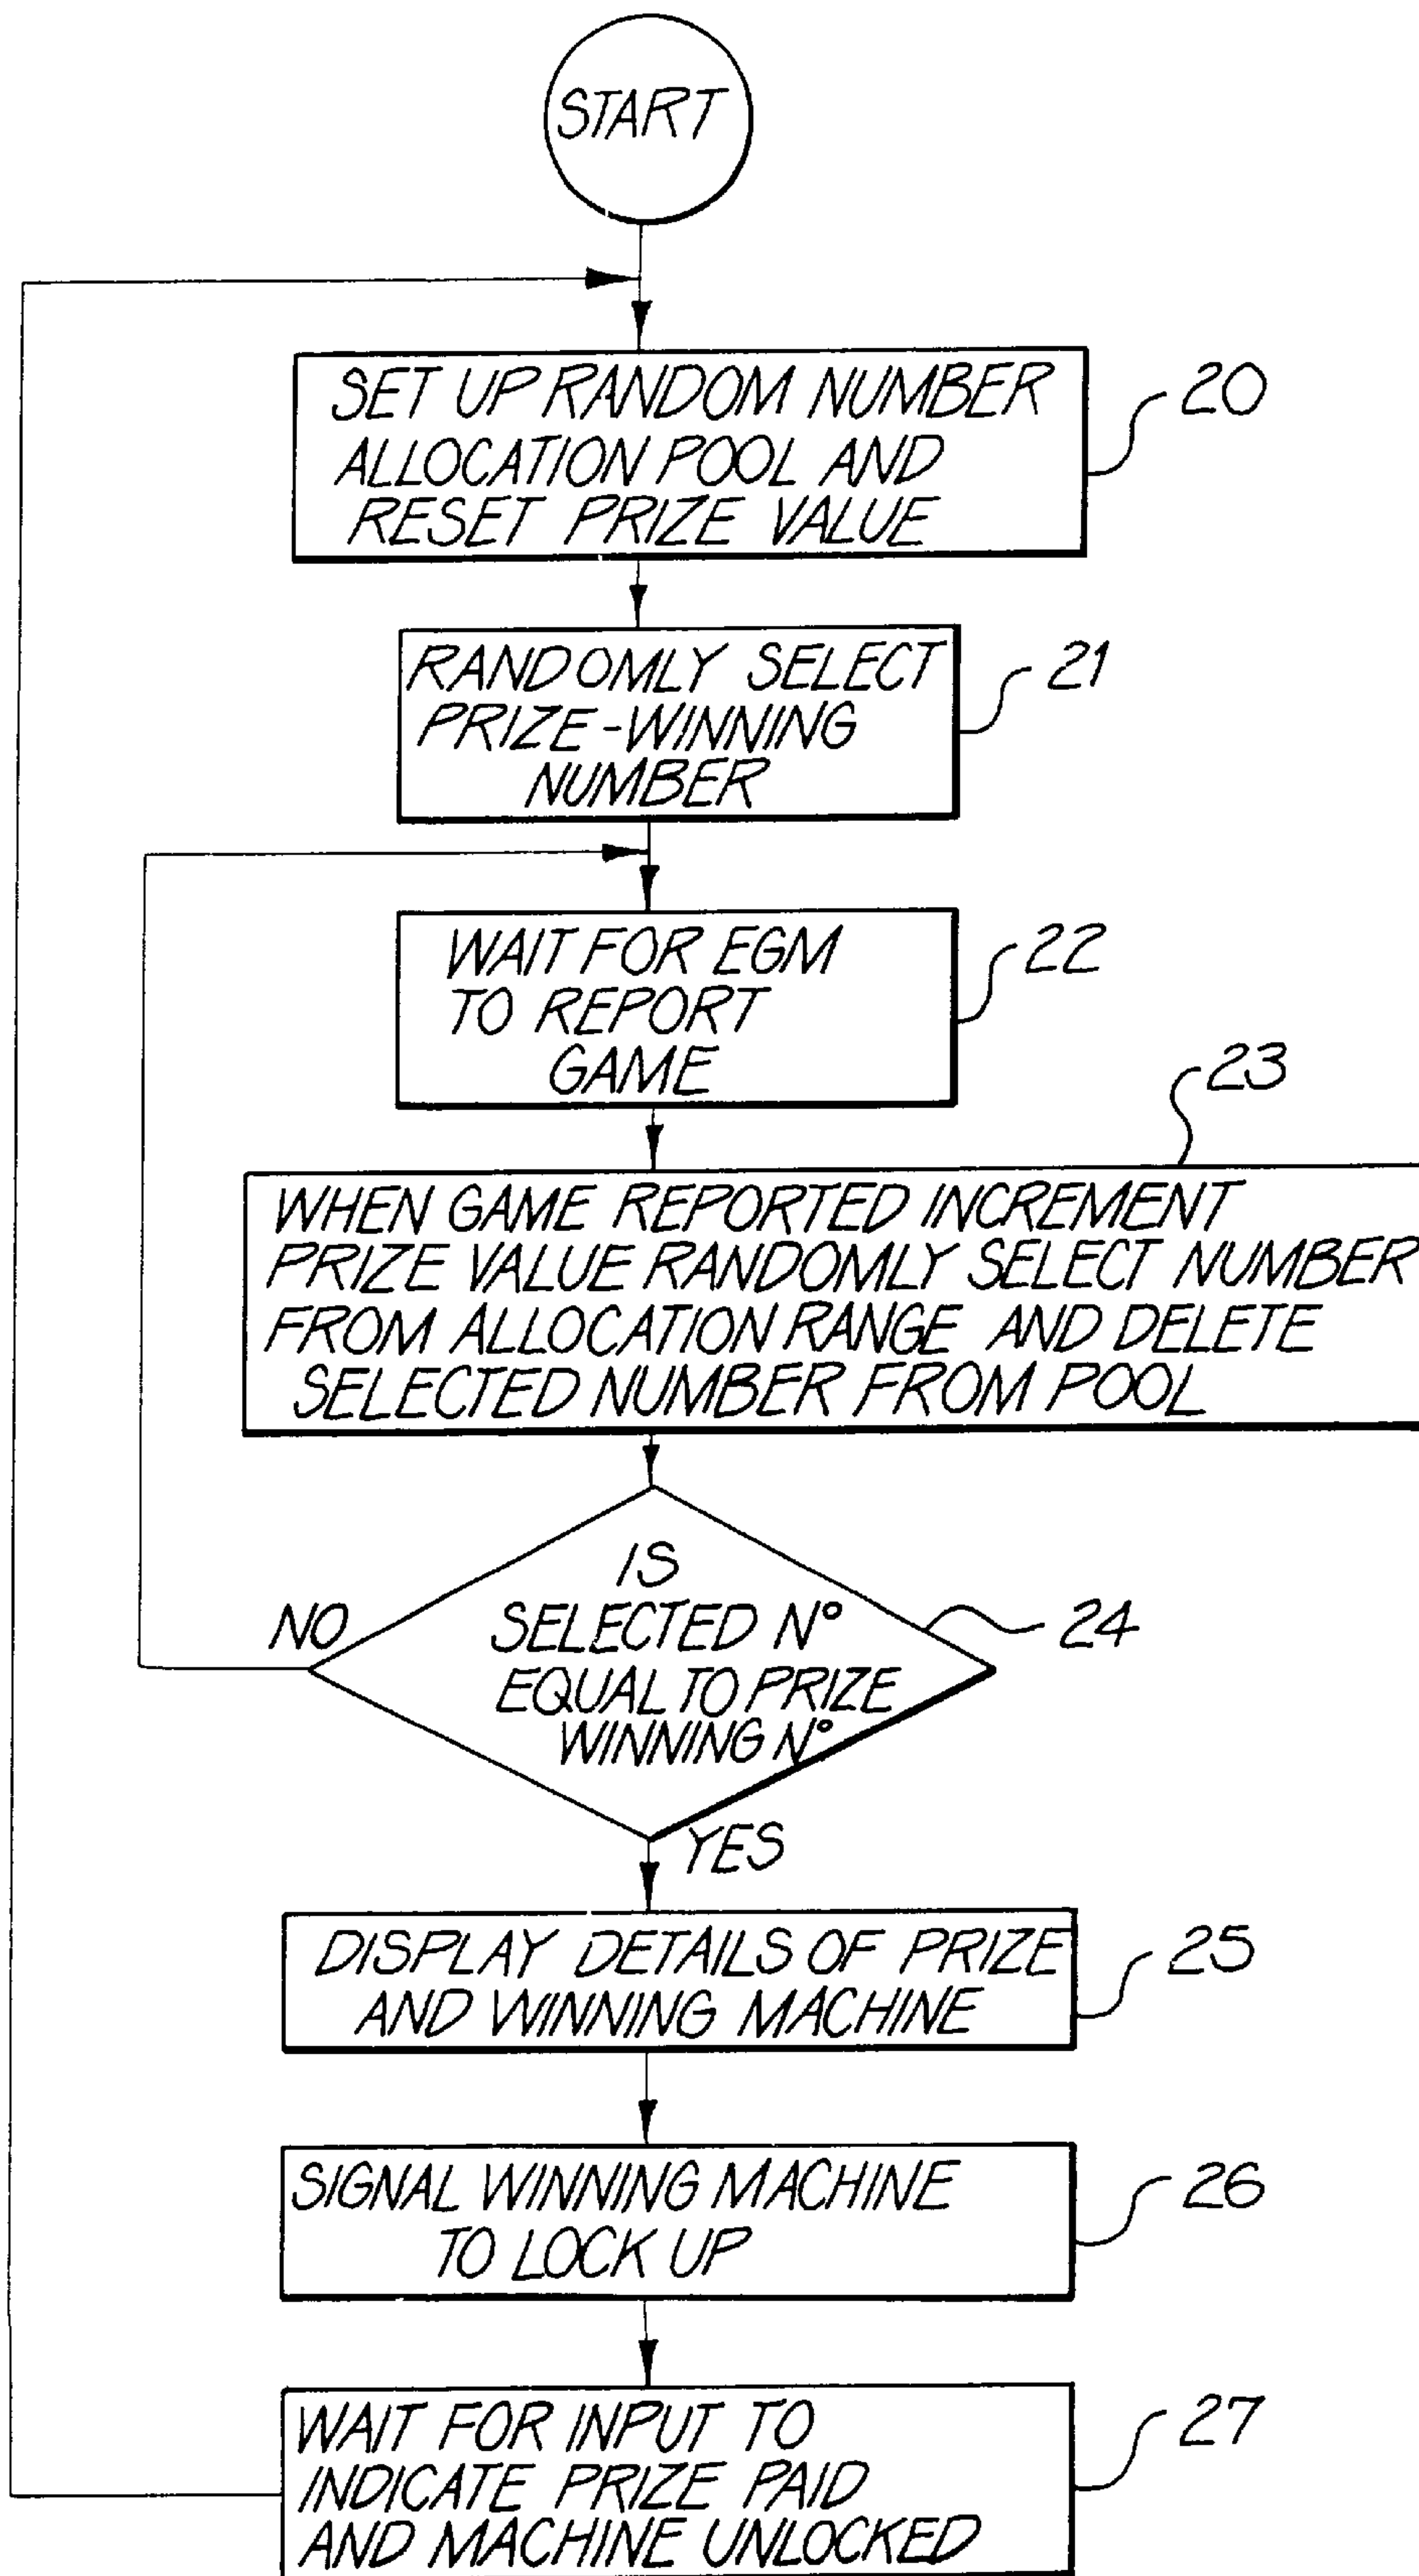 START
SET UP RANDOM NUMBER
ALLOCATION POOL AND
RESET PRIZE VALUE
20
RANDOMLY SELECT
PRIZE-WINNING
NUMBER
21
WAIT FOR EGM
TO REPORT
GAME
22
23
WHEN GAME REPORTED INCREMENT
PRIZE VALUE RANDOMLY SELECT NUMBER
FROM ALLOCATION RANGE AND DELETE
SELECTED NUMBER FROM POOL
IS
SELECTED Nº
EQUAL TO PRIZE
WINNING Nº
24
NO
YES
DISPLAY DETAILS OF PRIZE
AND WINNING MACHINE
25
SIGNAL WINNING MACHINE
TO LOCK UP
26
WAIT FOR INPUT TO
INDICATE PRIZE PAID
AND MACHINE UNLOCKED
27